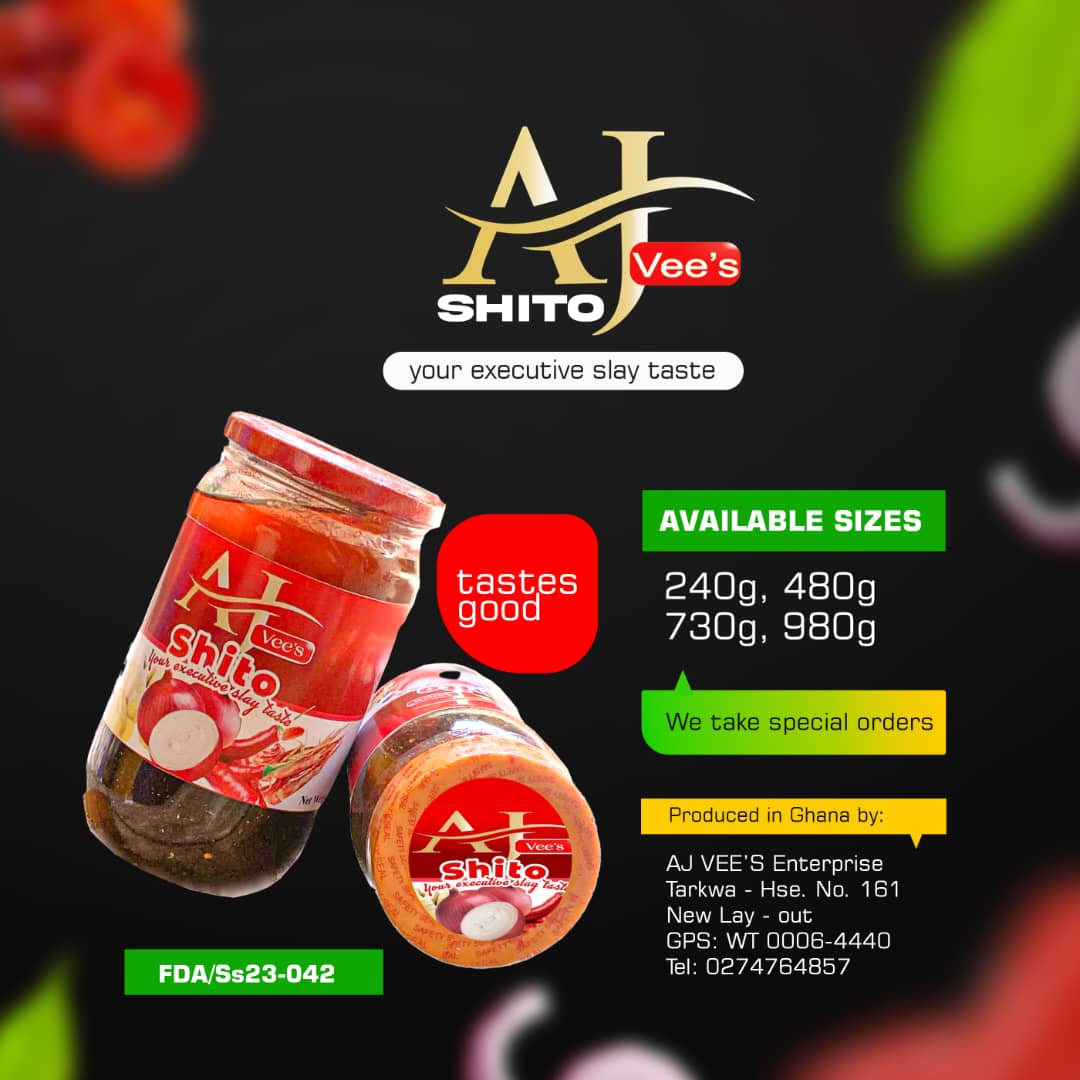 AJ
Vee's
SHITO
your executive slay taste
AJ
Vee's
Shito
Your executive slay taste
tastes
good
AVAILABLE SIZES
240g, 480g
730g, 980g
We take special orders
Produced in Ghana by:
AJ VEE'S Enterprise
Tarkwa - Hse. No. 161
New Lay - out
GPS: WT 0006-4440
Tel: 0274764857
AJ
Vee's
Shito
Your executive slay
SAFETY
SEAL
FDA/Ss23-042